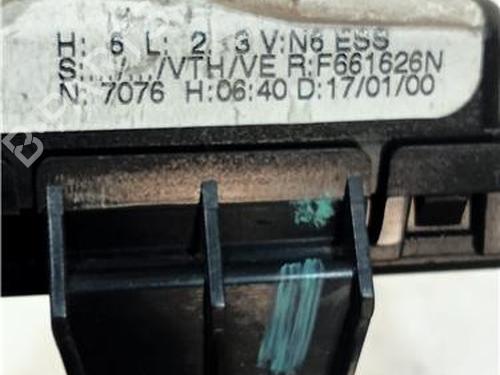 H: 6 L: 2.3 V:N6 ESS
S:.../.../VTH/VE R:F661626N
N: 7076 H:06:40 D:17/01/00